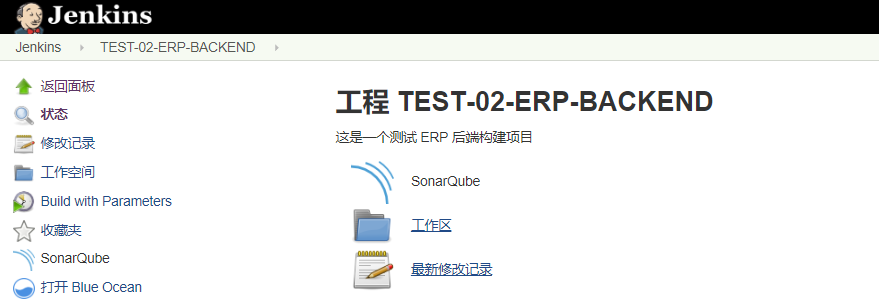 Jenkins
Jenkins TEST-02-ERP-BACKEND
返回面板
状态
修改记录
工作空间
Build with Parameters
收藏夹
SonarQube
打开 Blue Ocean
工程 TEST-02-ERP-BACKEND
这是一个测试 ERP 后端构建项目
SonarQube
工作区
最新修改记录